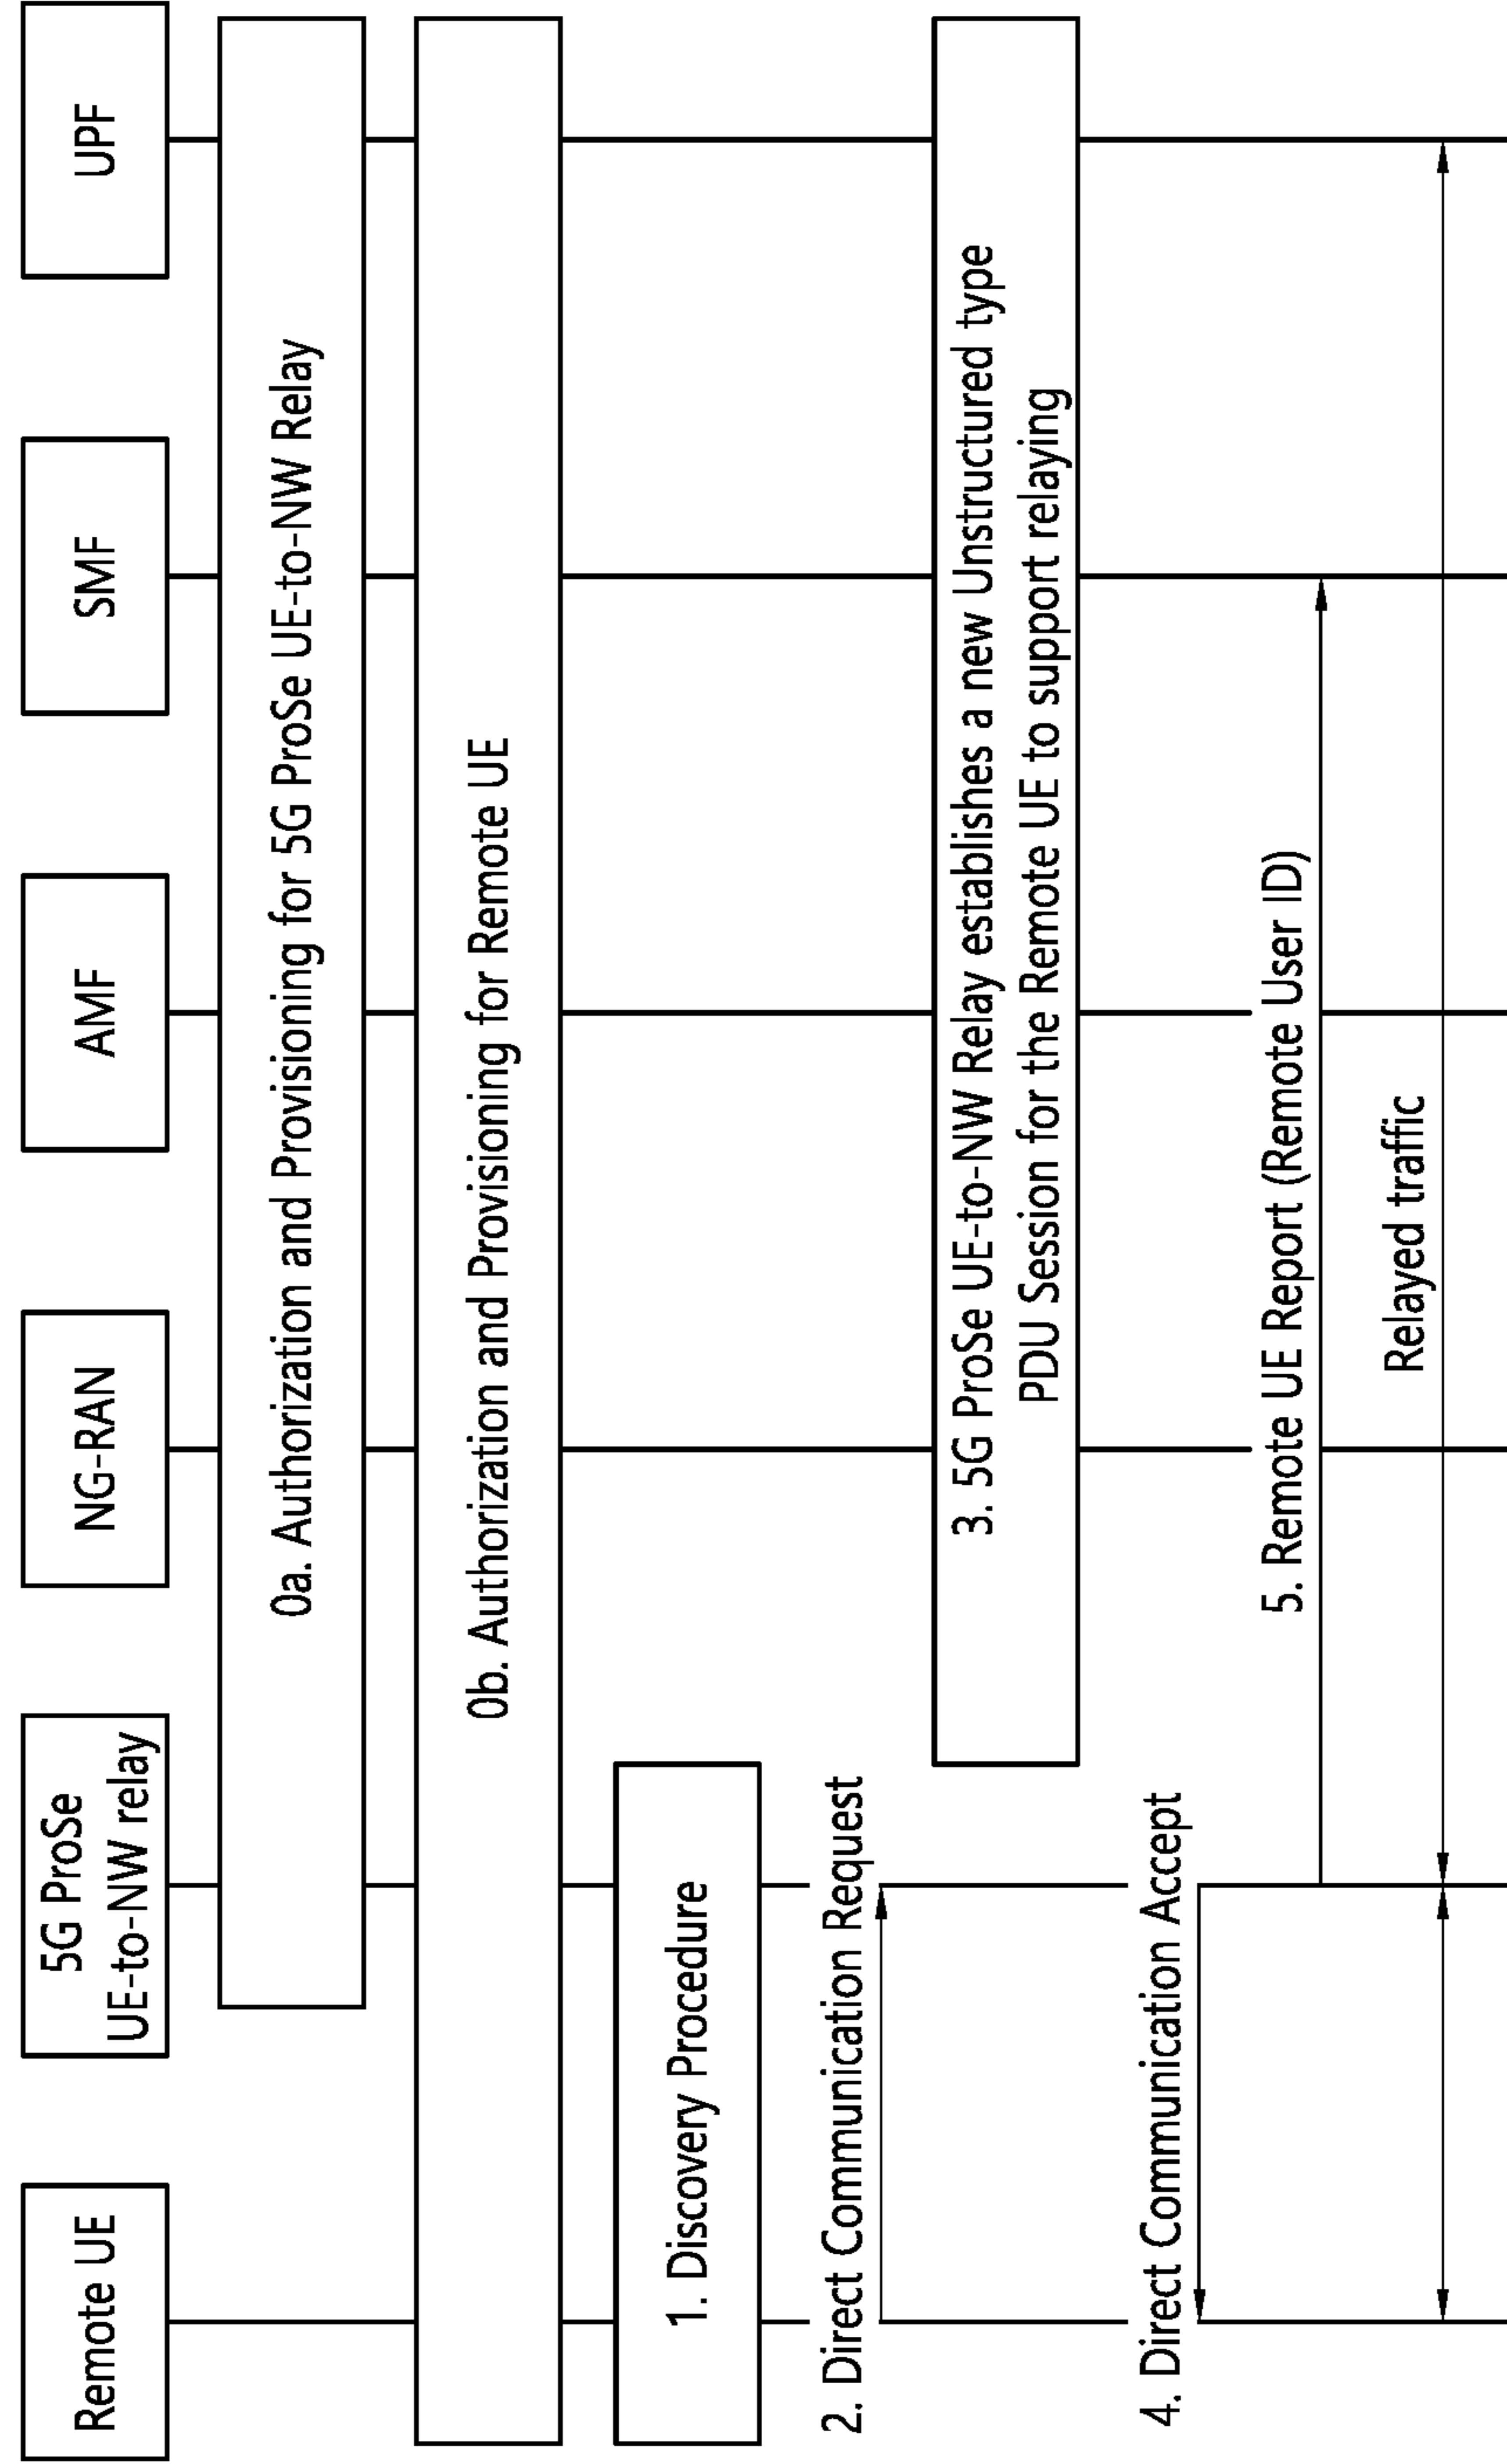 Remote UE
5G ProSe
UE-to-NW relay
NG-RAN
AMF
SMF
UPF
0a. Authorization and Provisioning for 5G ProSe UE-to-NW Relay
0b. Authorization and Provisioning for Remote UE
1. Discovery Procedure
2. Direct Communication Request
3. 5G ProSe UE-to-NW Relay establishes a new Unstructured type
PDU Session for the Remote UE to support relaying
4. Direct Communication Accept
5. Remote UE Report (Remote User ID)
Relayed traffic